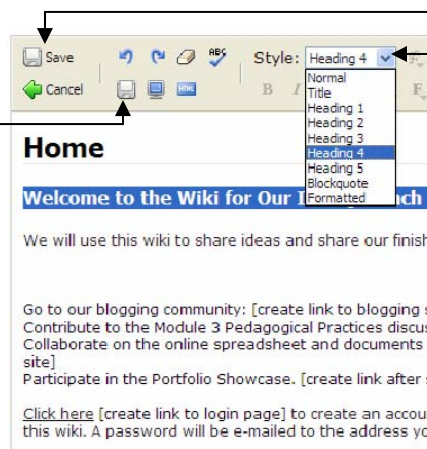 Save ABC Style: Heading 4
Cancel HTML B I
Normal
Title
Heading 1
Heading 2
Heading 3
Heading 4
Heading 5
Blockquote
Formatted
Home
Welcome to the Wiki for Our
We will use this wiki to share ideas and share our
Go to our blogging community: [create link to blogging
Contribute to the Module 3 Pedagogical Practices
Collaborate on the online spreadsheet and documents
site]
Participate in the Portfolio Showcase. [create link after
Click here [create link to login page] to create an
this wiki. A password will be e-mailed to the address